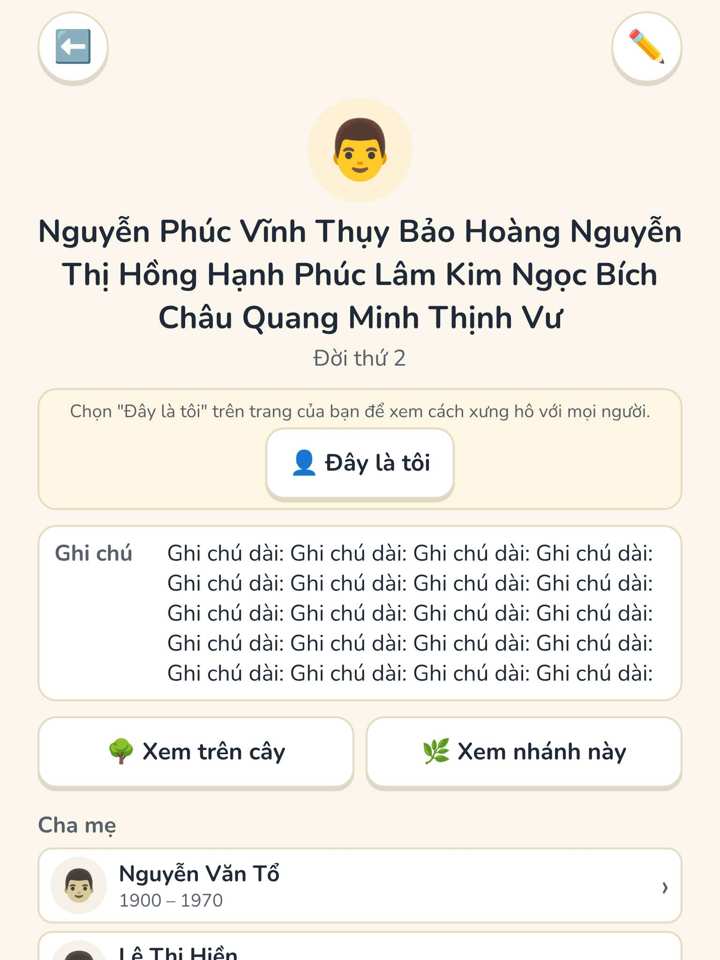 Nguyễn Phúc Vĩnh Thụy Bảo Hoàng Nguyễn
Thị Hồng Hạnh Phúc Lâm Kim Ngọc Bích
Châu Quang Minh Thịnh Vư
Đời thứ 2
Chọn "Đây là tôi" trên trang của bạn để xem cách xưng hô với mọi người.
Đây là tôi
Ghi chú
Ghi chú dài: Ghi chú dài: Ghi chú dài: Ghi chú dài:
Ghi chú dài: Ghi chú dài: Ghi chú dài: Ghi chú dài:
Ghi chú dài: Ghi chú dài: Ghi chú dài: Ghi chú dài:
Ghi chú dài: Ghi chú dài: Ghi chú dài: Ghi chú dài:
Ghi chú dài: Ghi chú dài: Ghi chú dài: Ghi chú dài:
Xem trên cây
Xem nhánh này
Cha mẹ
Nguyễn Văn Tổ
1900 – 1970
Lê Thị Hiền